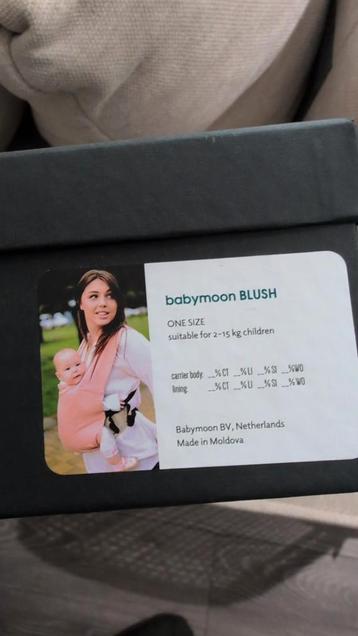 babymoon BLUSH
ONE SIZE
suitable for 2-15 kg children
carrier body: __%CT __%LI __%SI __%WO
lining: __%CT __%LI __%SI __%WO
Babymoon BV, Netherlands
Made in Moldova